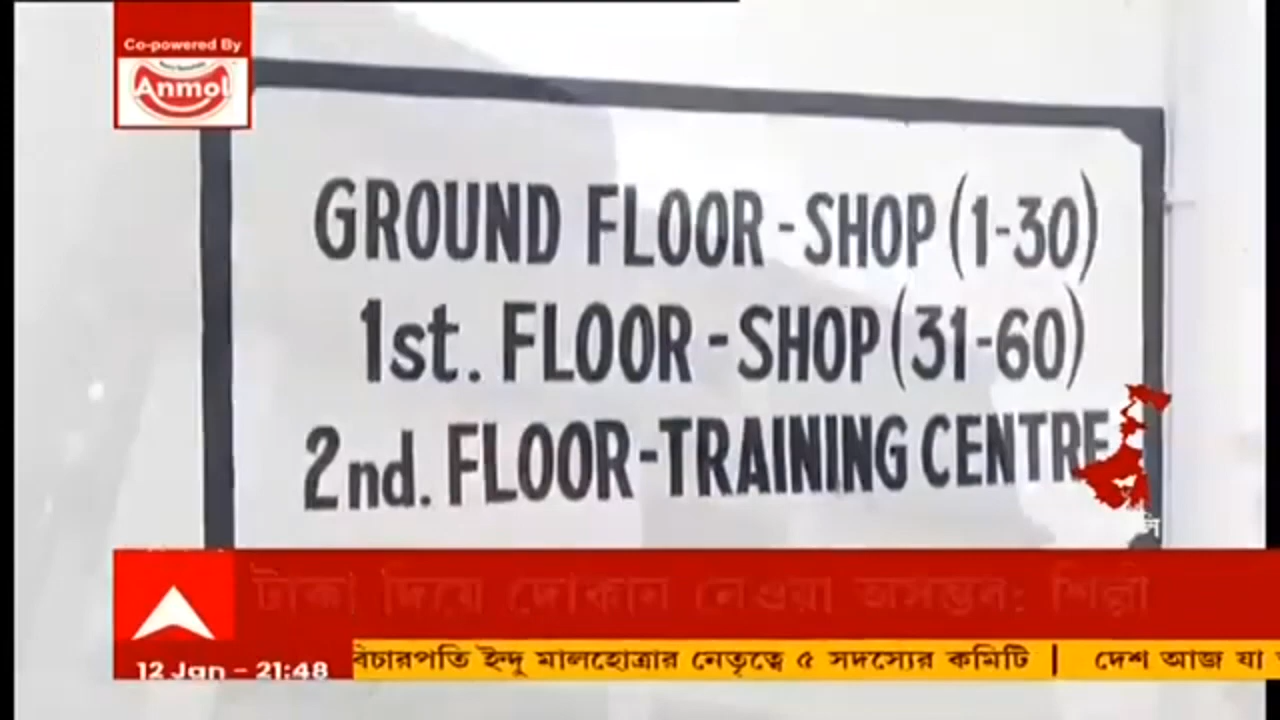 Co-powered By
Anmol
GROUND FLOOR - SHOP (1-30)
1st. FLOOR - SHOP (31-60)
2nd. FLOOR - TRAINING CENTRE
টাকা দিয়ে দোকান নেওয়া অসম্ভব: শিল্পী
12 Jan - 21:48
বিচারপতি ইন্দু মালহোত্রার নেতৃত্বে ৫ সদস্যের কমিটি | দেশ আজ যা